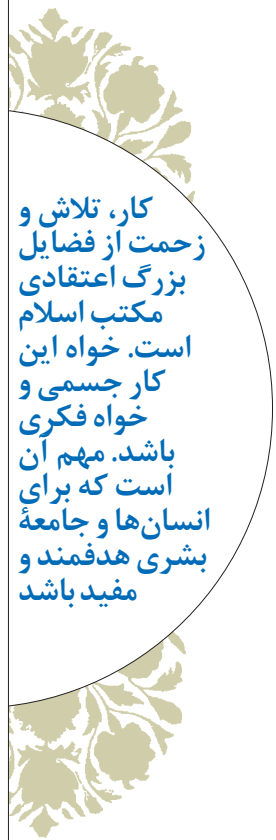 کار، تلاش و
زحمت از فضایل
بزرگ اعتقادی
مکتب اسلام
است. خواه این
کار جسمی و
خواه فکری
باشد. مهم آن
است که برای
انسان‌ها و جامعۀ
بشری هدفمند و
مفید باشد